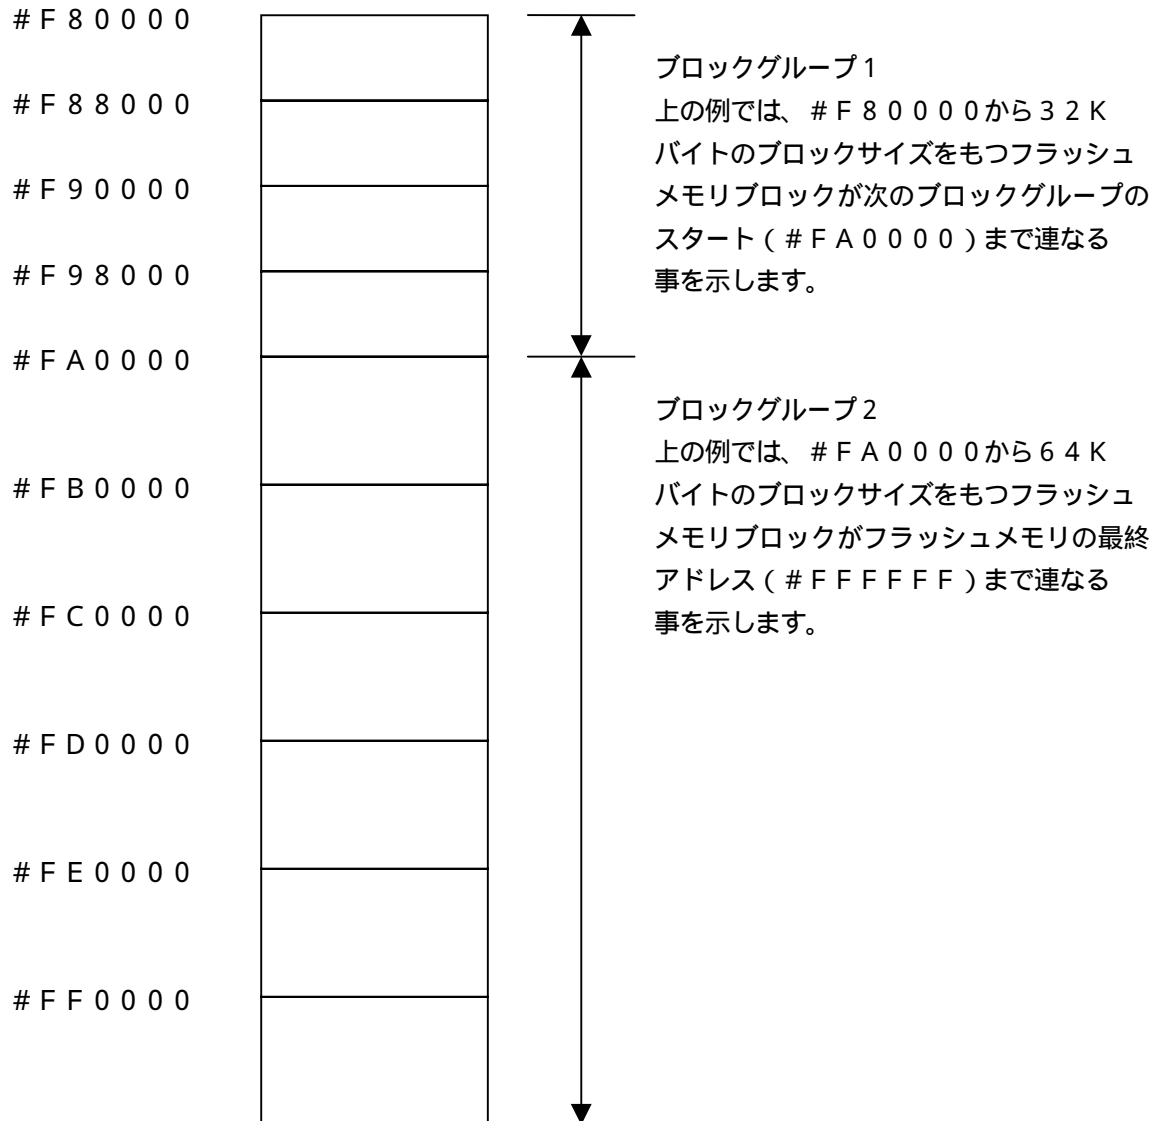 #F80000
ブロックグループ1
#F88000
上の例では、#F80000から32K
バイトのブロックサイズをもつフラッシュ
#F90000
メモリブロックが次のブロックグループの
スタート(#FA0000)まで連なる
#F98000
事を示します。
#FA0000
ブロックグループ2
上の例では、#FA0000から64K
#FB0000
バイトのブロックサイズをもつフラッシュ
メモリブロックがフラッシュメモリの最終
アドレス(#FFFFFF)まで連なる
#FC0000
事を示します。
#FD0000
#FE0000
#FF0000